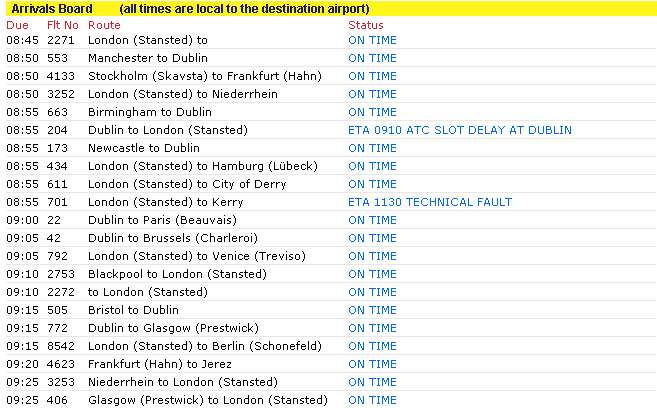 Arrivals Board (all times are local to the destination airport)
Due Flt No Route Status
08:45 2271 London (Stansted) to ON TIME
08:50 553 Manchester to Dublin ON TIME
08:50 4133 Stockholm (Skavsta) to Frankfurt (Hahn) ON TIME
08:50 3252 London (Stansted) to Niederrhein ON TIME
08:55 663 Birmingham to Dublin ON TIME
08:55 204 Dublin to London (Stansted) ETA 0910 ATC SLOT DELAY AT DUBLIN
08:55 173 Newcastle to Dublin ON TIME
08:55 434 London (Stansted) to Hamburg (Lübeck) ON TIME
08:55 611 London (Stansted) to City of Derry ON TIME
08:55 701 London (Stansted) to Kerry ETA 1130 TECHNICAL FAULT
09:00 22 Dublin to Paris (Beauvais) ON TIME
09:05 42 Dublin to Brussels (Charleroi) ON TIME
09:05 792 London (Stansted) to Venice (Treviso) ON TIME
09:10 2753 Blackpool to London (Stansted) ON TIME
09:10 2272 to London (Stansted) ON TIME
09:15 505 Bristol to Dublin ON TIME
09:15 772 Dublin to Glasgow (Prestwick) ON TIME
09:15 8542 London (Stansted) to Berlin (Schonefeld) ON TIME
09:20 4623 Frankfurt (Hahn) to Jerez ON TIME
09:25 3253 Niederrhein to London (Stansted) ON TIME
09:25 406 Glasgow (Prestwick) to London (Stansted) ON TIME